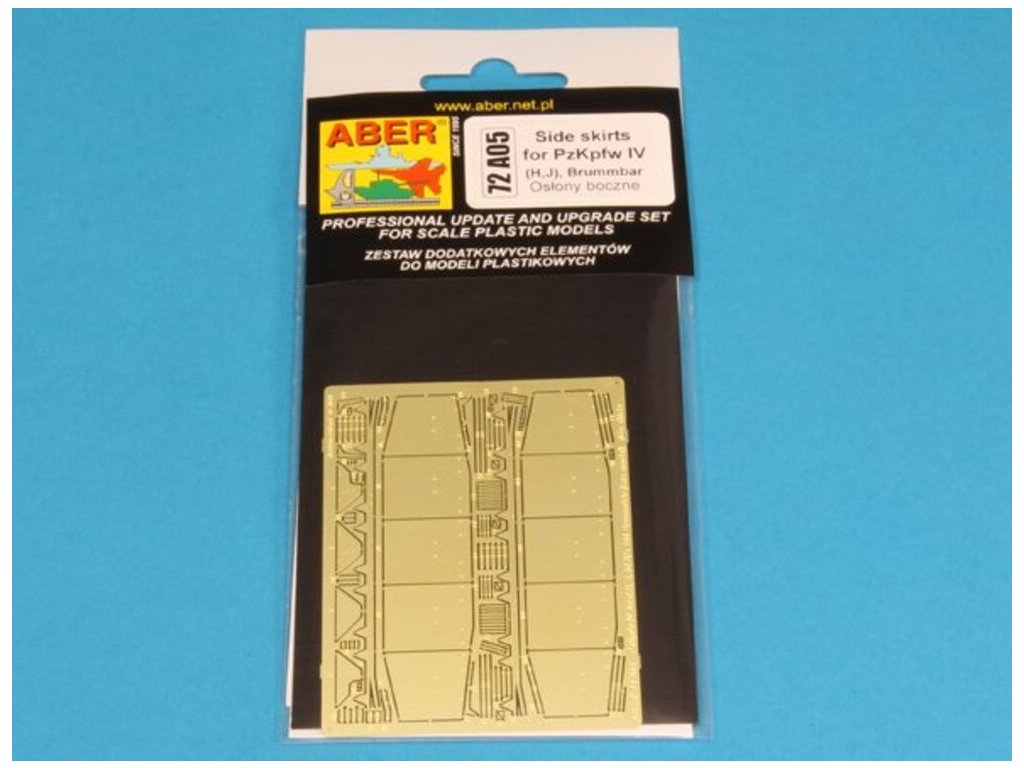 www.aber.net.pl
ABER®
SINCE 1995
72 A05
Side skirts
for PzKpfw IV
(H,J), Brummbar
Osłony boczne
PROFESSIONAL UPDATE AND UPGRADE SET
FOR SCALE PLASTIC MODELS
ZESTAW DODATKOWYCH ELEMENTÓW
DO MODELI PLASTIKOWYCH